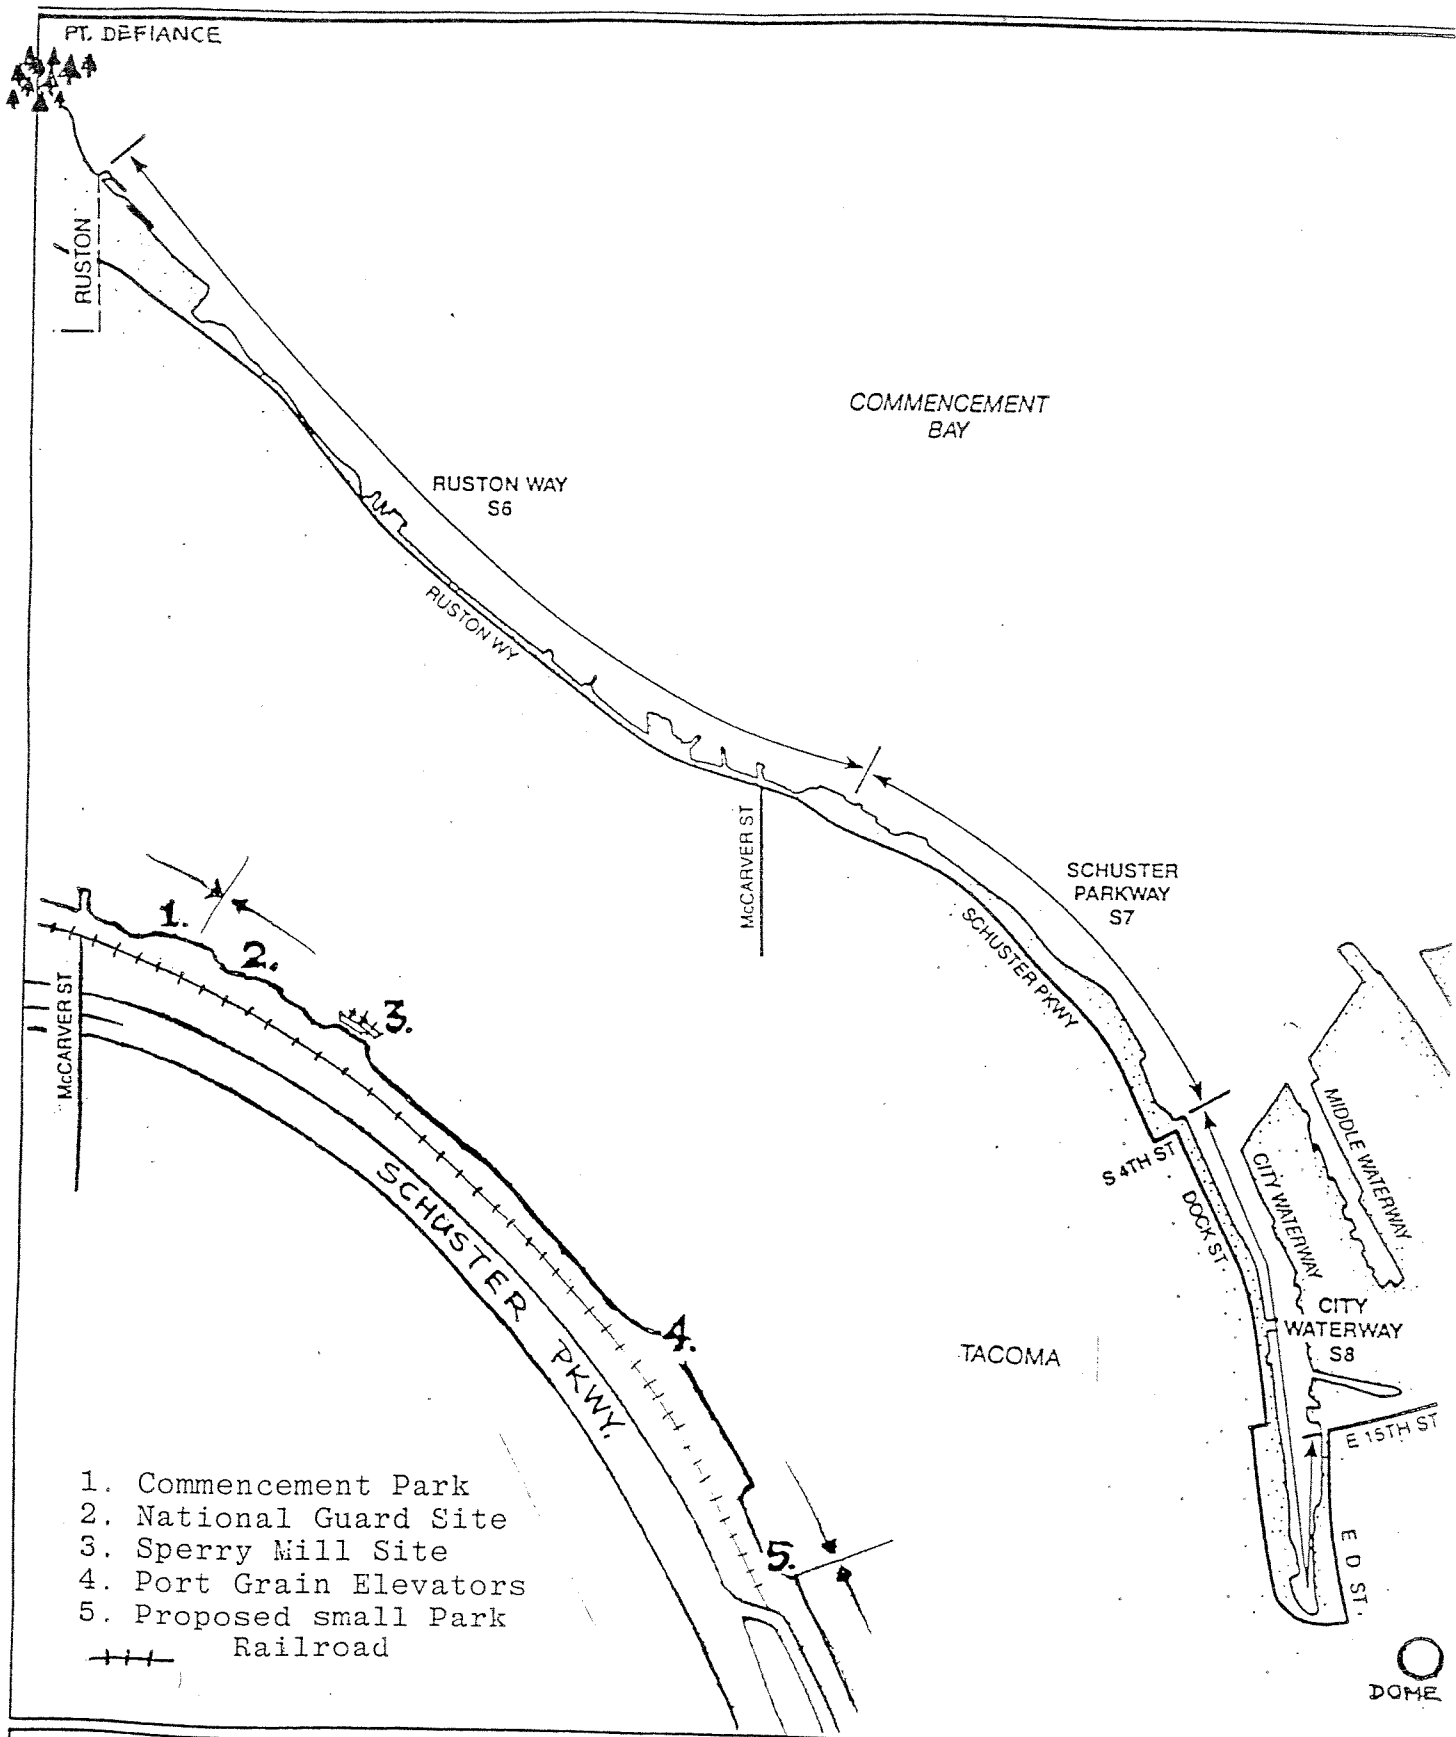 PT. DEFIANCE
RUSTON
COMMENCEMENT
BAY
RUSTON WAY
S6
RUSTON WY
McCARVER ST
SCHUSTER
PARKWAY
S7
SCHUSTER PKWY
1.
2.
3.
McCARVER ST
SCHUSTER PKWY.
4.
5.
S 4TH ST
DOCK ST.
CITY WATERWAY
MIDDLE WATERWAY
CITY
WATERWAY
S8
TACOMA
E 15TH ST
E D ST.
DOME
1. Commencement Park
2. National Guard Site
3. Sperry Mill Site
4. Port Grain Elevators
5. Proposed small Park
Railroad